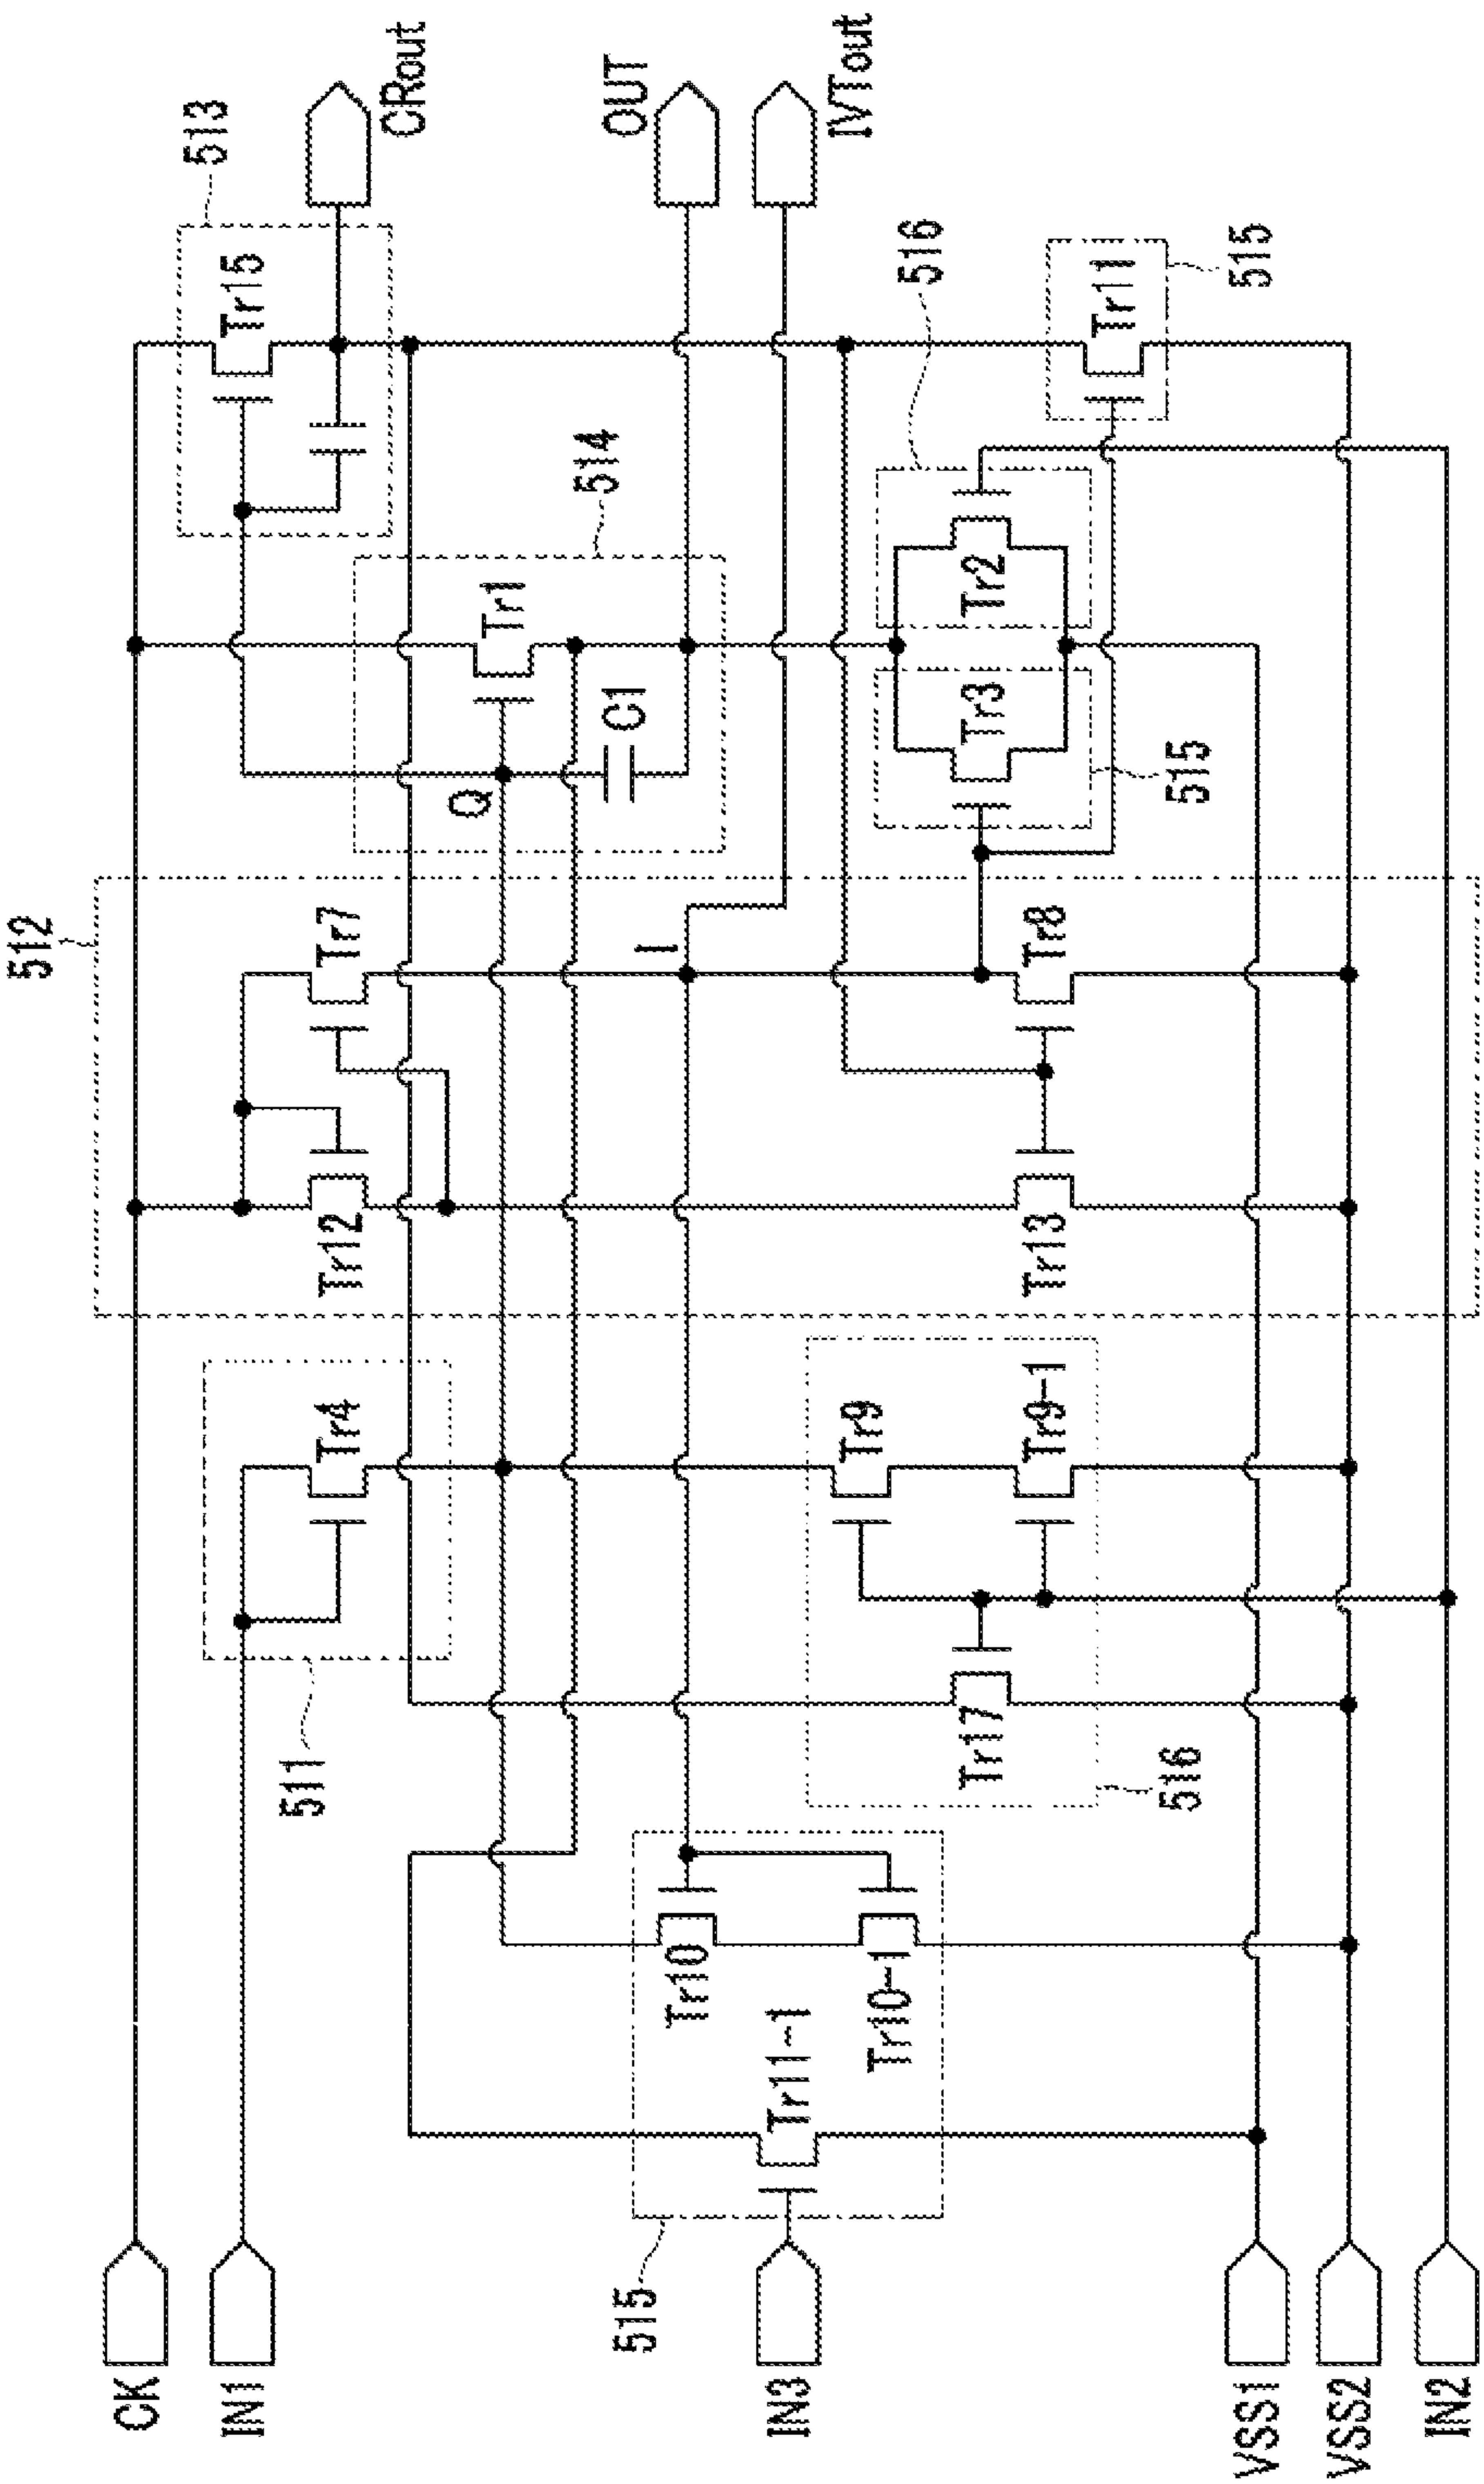 512
CK
513
IN1
Tr15
511
Tr4
Tr12
Tr7
CRout
Q
Tr1
514
C1
OUT
515
I
Tr10
IN3
Tr11-1
IVTout
Tr9
Tr10-1
516
Tr17
Tr3
Tr2
Tr9-1
Tr13
Tr8
Tr11
516
515
VSS1
515
VSS2
IN2